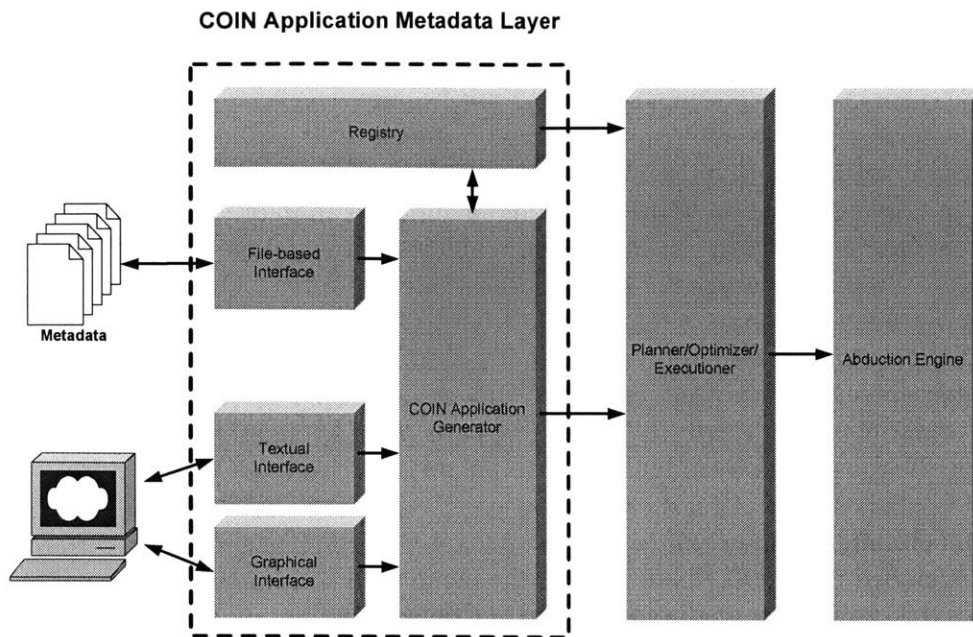 COIN Application Metadata Layer
Registry
File-based
Interface
Metadata
Planner/Optimizer/
Executioner
Abduction Engine
COIN Application
Generator
Textual
Interface
Graphical
Interface